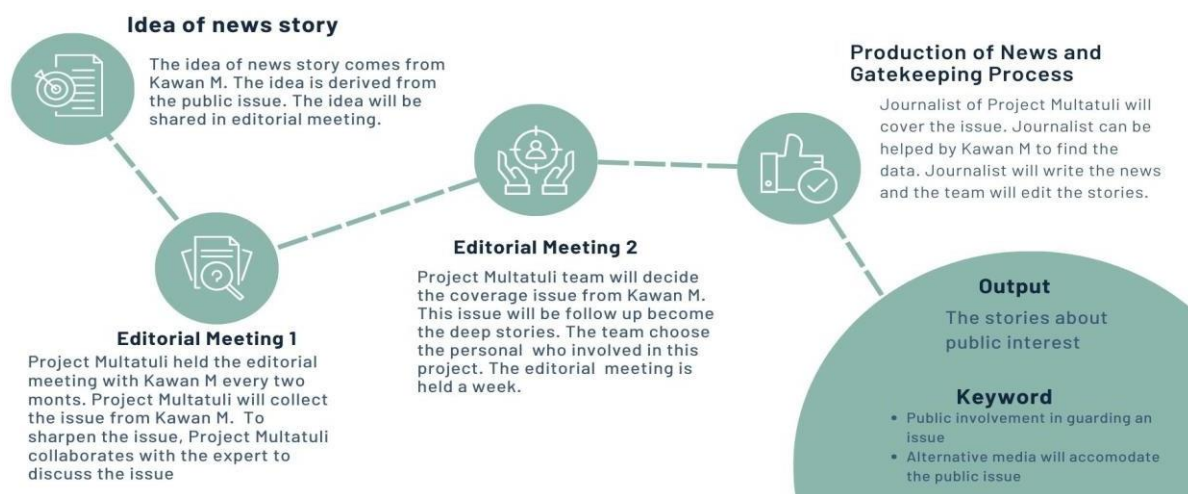 Idea of news story
The idea of news story comes from
Kawan M. The idea is derived from
the public issue. The idea will be
shared in editorial meeting.
Editorial Meeting 1
Project Multatuli held the editorial
meeting with Kawan M every two
monts. Project Multatuli will collect
the issue from Kawan M. To
sharpen the issue, Project Multatuli
collaborates with the expert to
discuss the issue
Editorial Meeting 2
Project Multatuli team will decide
the coverage issue from Kawan M.
This issue will be follow up become
the deep stories. The team choose
the personal who involved in this
project. The editorial meeting is
held a week.
Production of News and
Gatekeeping Process
Journalist of Project Multatuli will
cover the issue. Journalist can be
helped by Kawan M to find the
data. Journalist will write the news
and the team will edit the stories.
Output
The stories about
public interest
Keyword
• Public involvement in guarding an
issue
• Alternative media will accomodate
the public issue